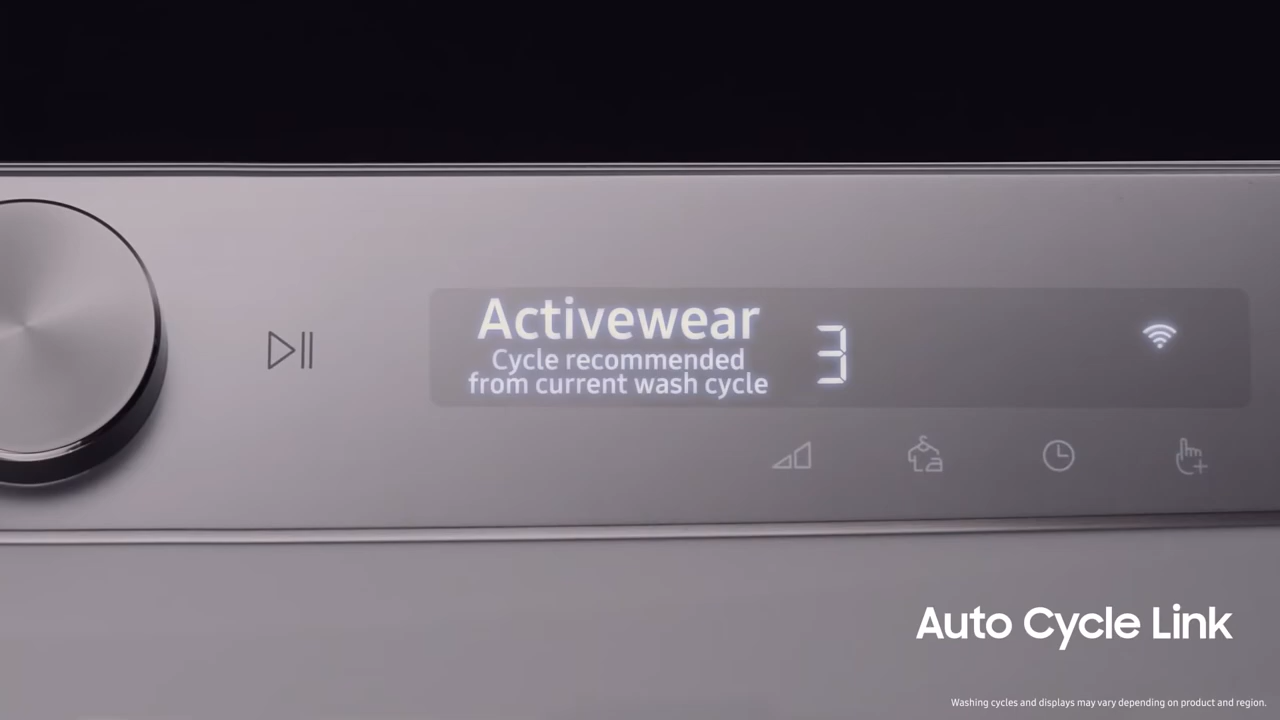 Activewear
Cycle recommended
from current wash cycle
3
Auto Cycle Link
Washing cycles and displays may vary depending on product and region.